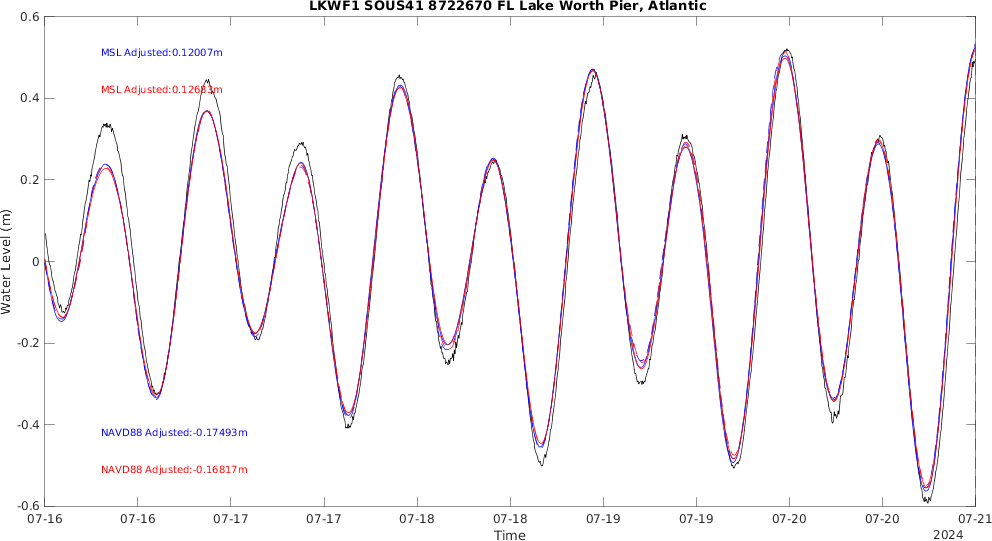 LKWF1 SOUS41 8722670 FL Lake Worth Pier, Atlantic
0.6
MSL Adjusted:0.12007m
0.4
MSL Adjusted:0.12683m
0.2
Water Level (m)
0
-0.2
-0.4
NAVD88 Adjusted:-0.17493m
NAVD88 Adjusted:-0.16817m
-0.6
07-16 07-16 07-17 07-17 07-18 07-18 07-19 07-19 07-20 07-20 07-21
Time
2024